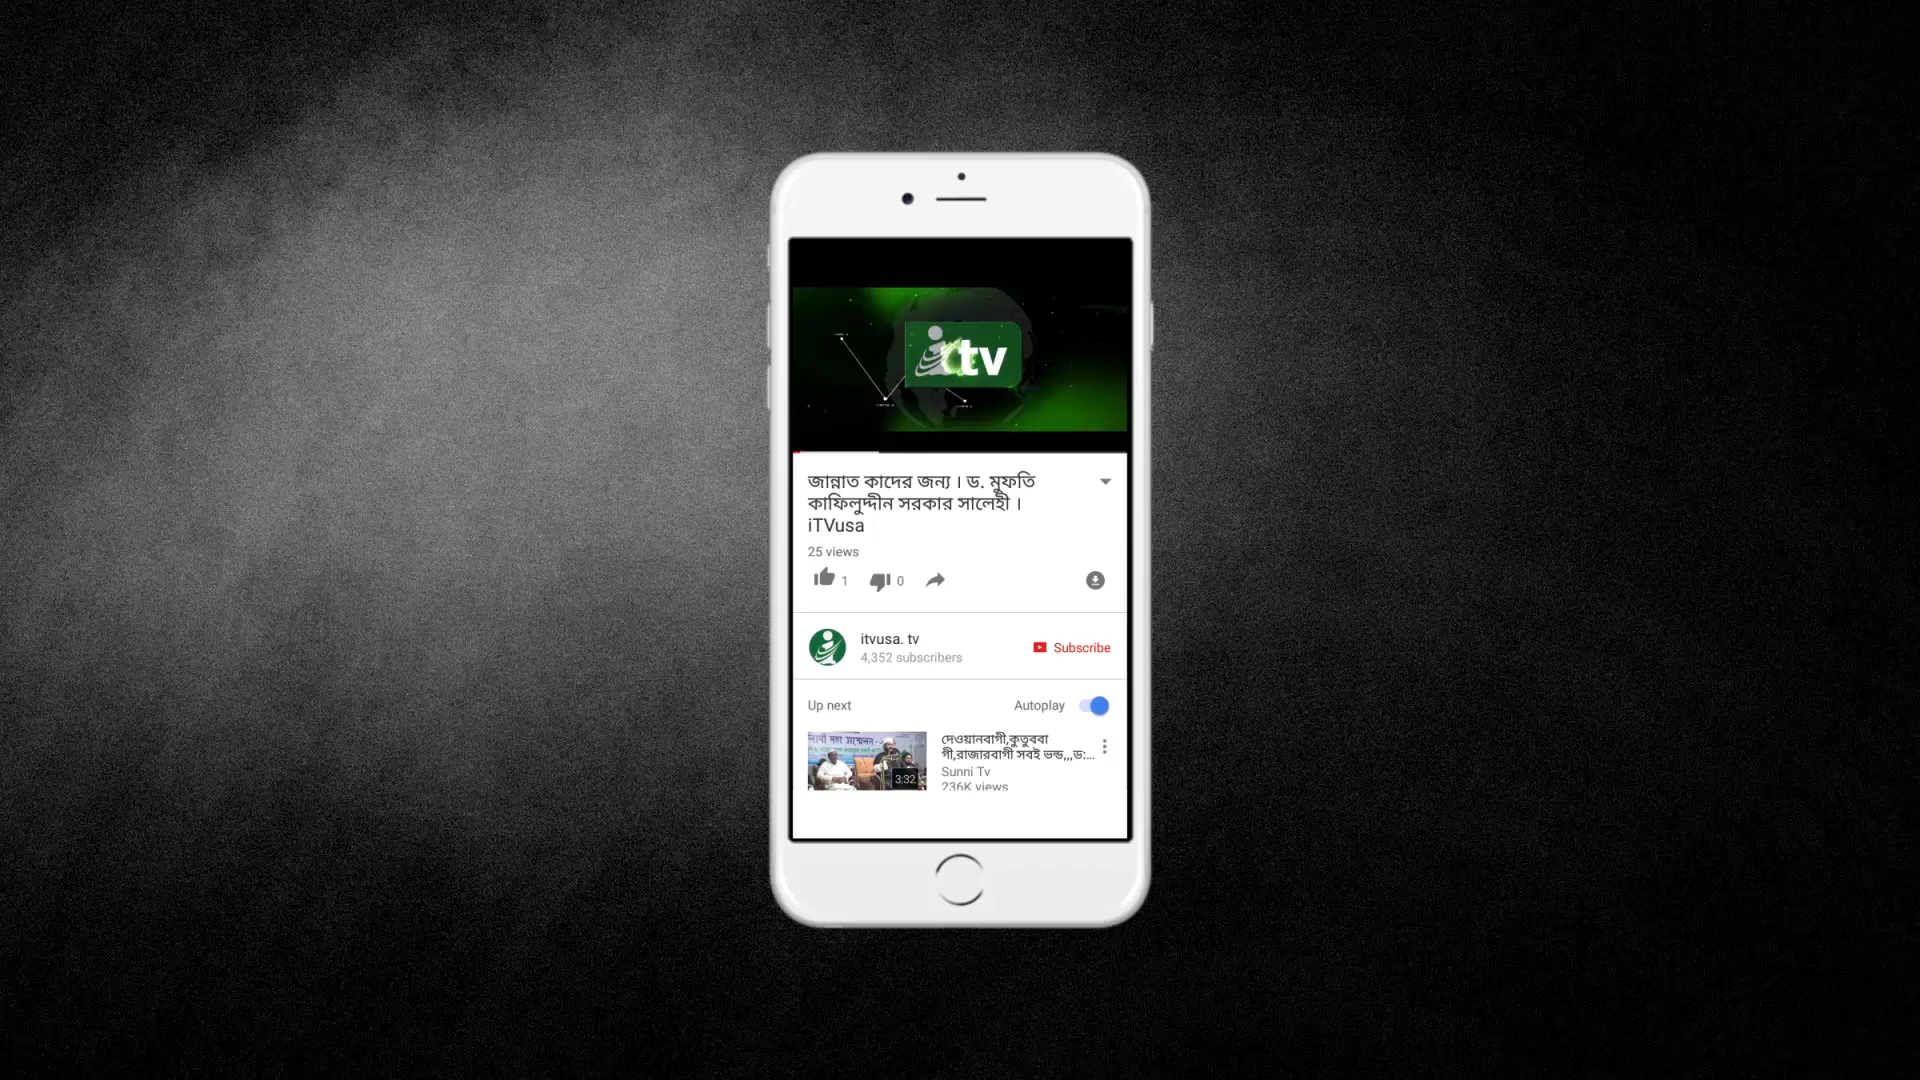 tv
জান্নাত কাদের জন্য । ড. মুফতি
কাফিলুদ্দীন সরকার সালেহী ।
iTVusa
25 views
1
0
itvusa. tv
4,352 subscribers
Subscribe
Up next
Autoplay
3:32
দেওয়ানবাগী,কুতুববা
গী,রাজারবাগী সবই ভন্ড,,,ড:...
Sunni Tv
236K views